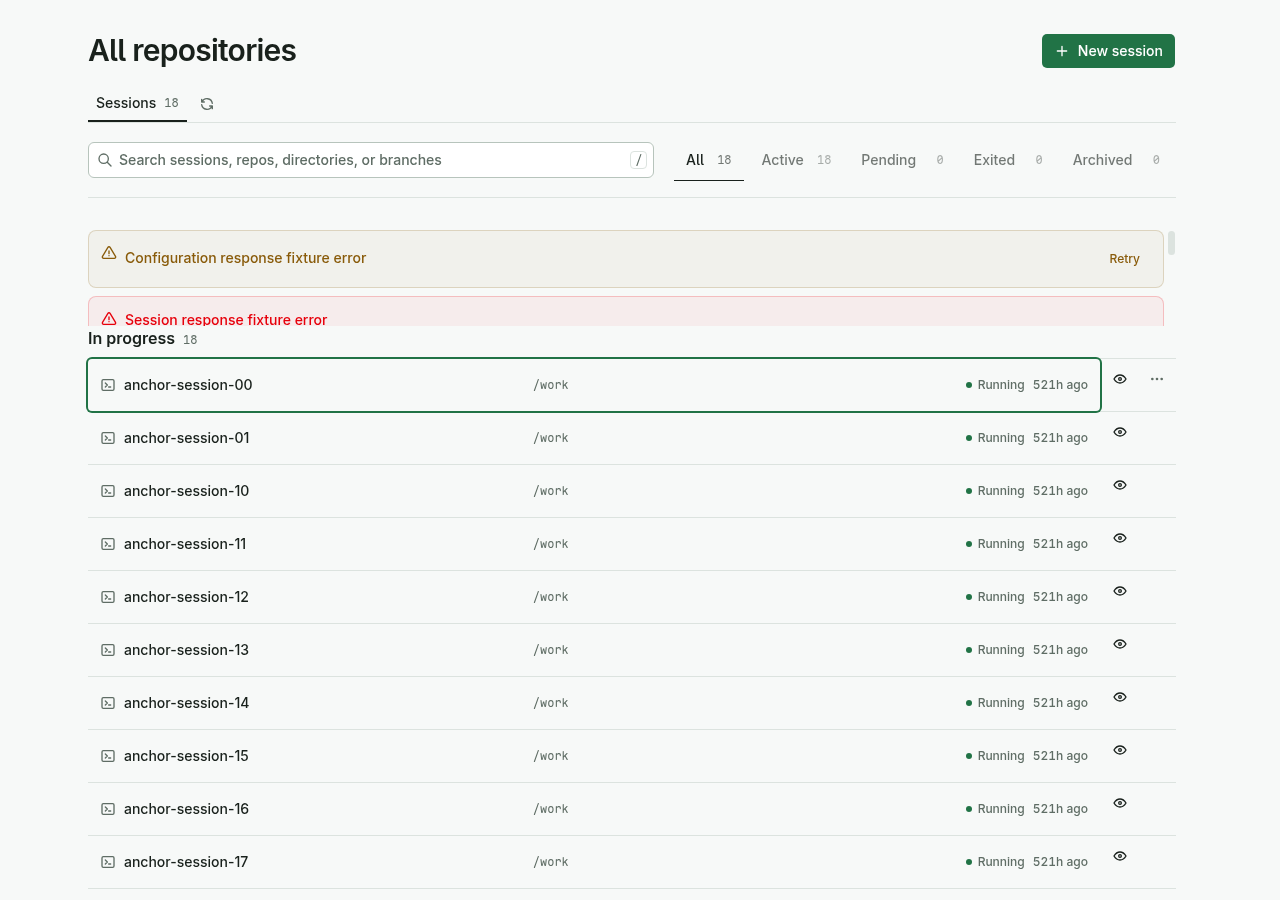 All repositories
New session
Sessions 18
Search sessions, repos, directories, or branches /
All 18 Active 18 Pending 0 Exited 0 Archived 0
Configuration response fixture error Retry
Session response fixture error
In progress 18
anchor-session-00 /work Running 521h ago
anchor-session-01 /work Running 521h ago
anchor-session-10 /work Running 521h ago
anchor-session-11 /work Running 521h ago
anchor-session-12 /work Running 521h ago
anchor-session-13 /work Running 521h ago
anchor-session-14 /work Running 521h ago
anchor-session-15 /work Running 521h ago
anchor-session-16 /work Running 521h ago
anchor-session-17 /work Running 521h ago